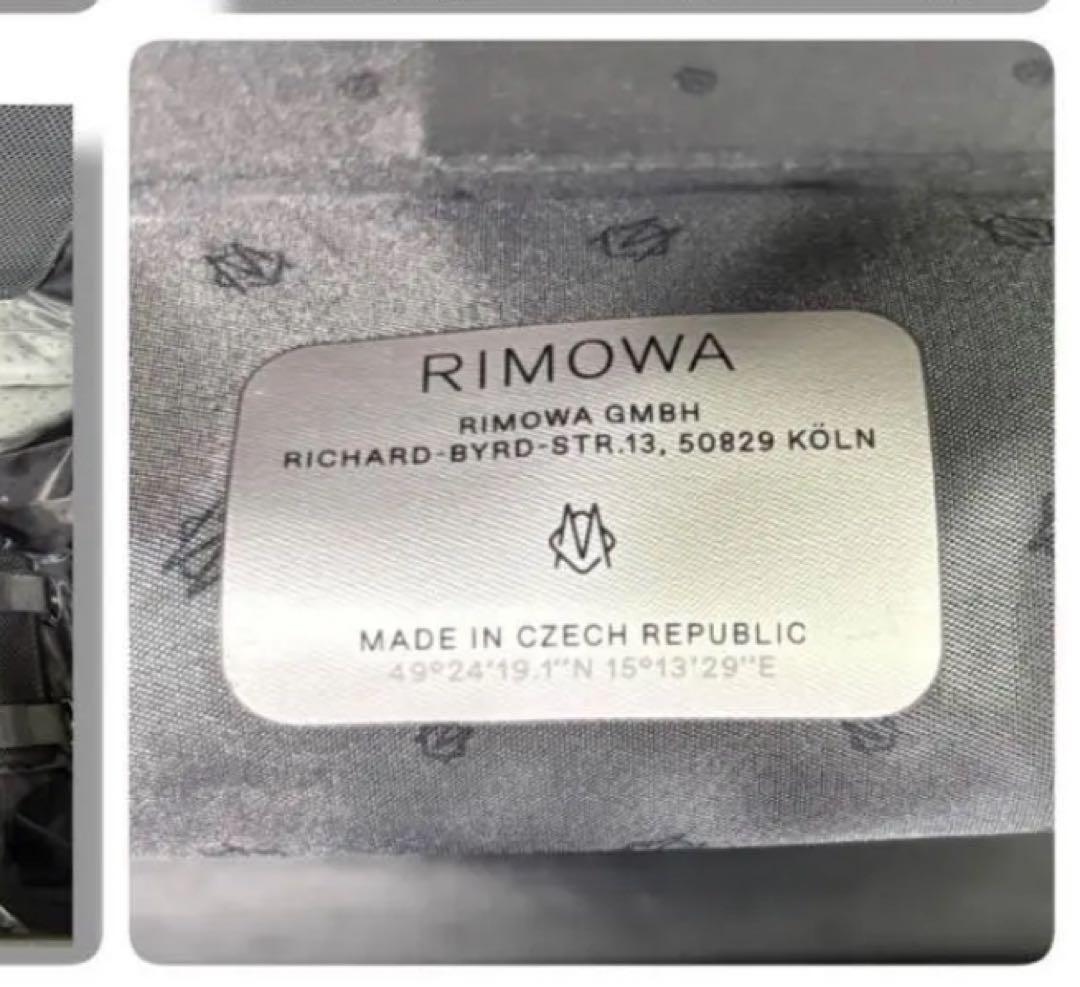 RIMOWA
RIMOWA GMBH
RICHARD-BYRD-STR.13, 50829 KÖLN
MADE IN CZECH REPUBLIC
49°24'19.1"N 15°13'29"E